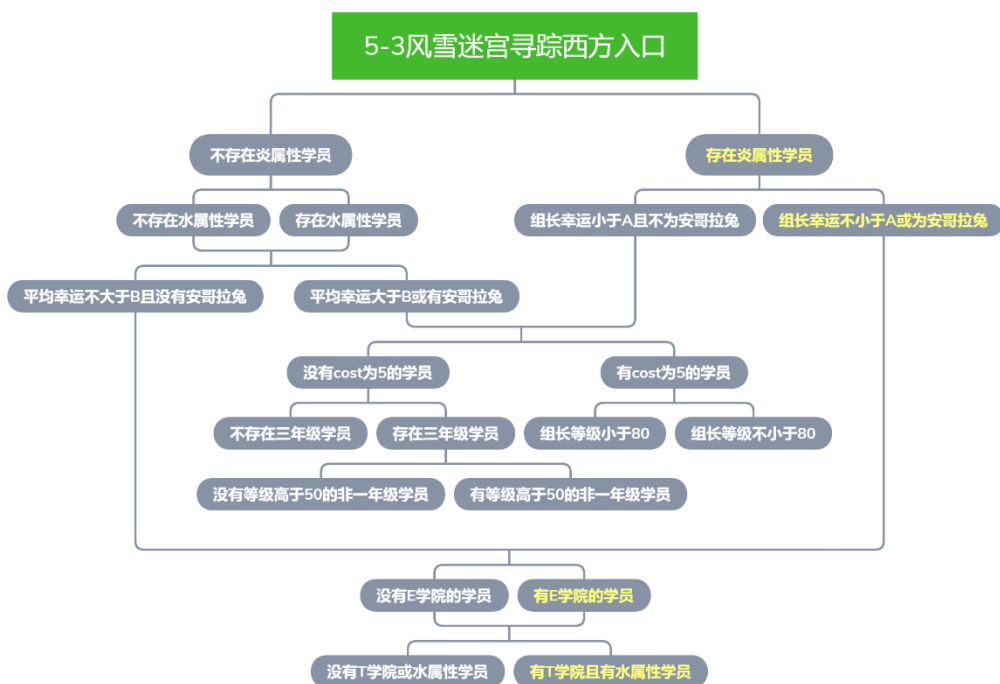 5-3风雪迷宫寻踪西方入口
不存在炎属性学员
存在炎属性学员
不存在水属性学员
存在水属性学员
组长幸运小于A且不为安哥拉兔
组长幸运不小于A或为安哥拉兔
平均幸运不大于B且没有安哥拉兔
平均幸运大于B或有安哥拉兔
没有cost为5的学员
有cost为5的学员
不存在三年级学员
存在三年级学员
组长等级小于80
组长等级不小于80
没有等级高于50的非一年级学员
有等级高于50的非一年级学员
没有E学院的学员
有E学院的学员
没有T学院或水属性学员
有T学院且有水属性学员